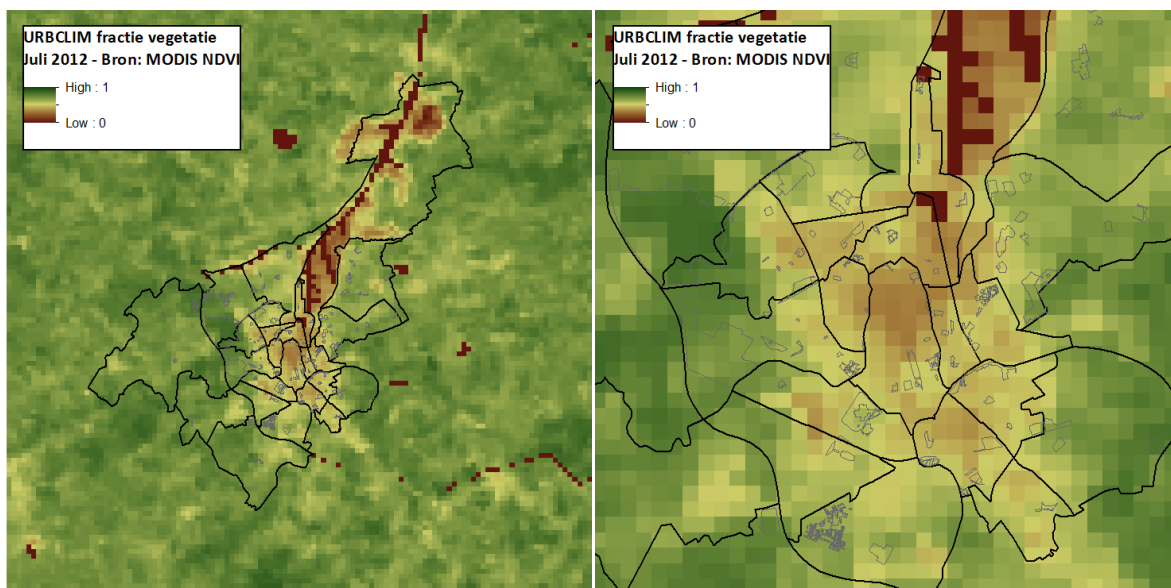 URBCLIM fractie vegetatie
Juli 2012 - Bron: MODIS NDVI
High : 1
Low : 0
URBCLIM fractie vegetatie
Juli 2012 - Bron: MODIS NDVI
High : 1
Low : 0